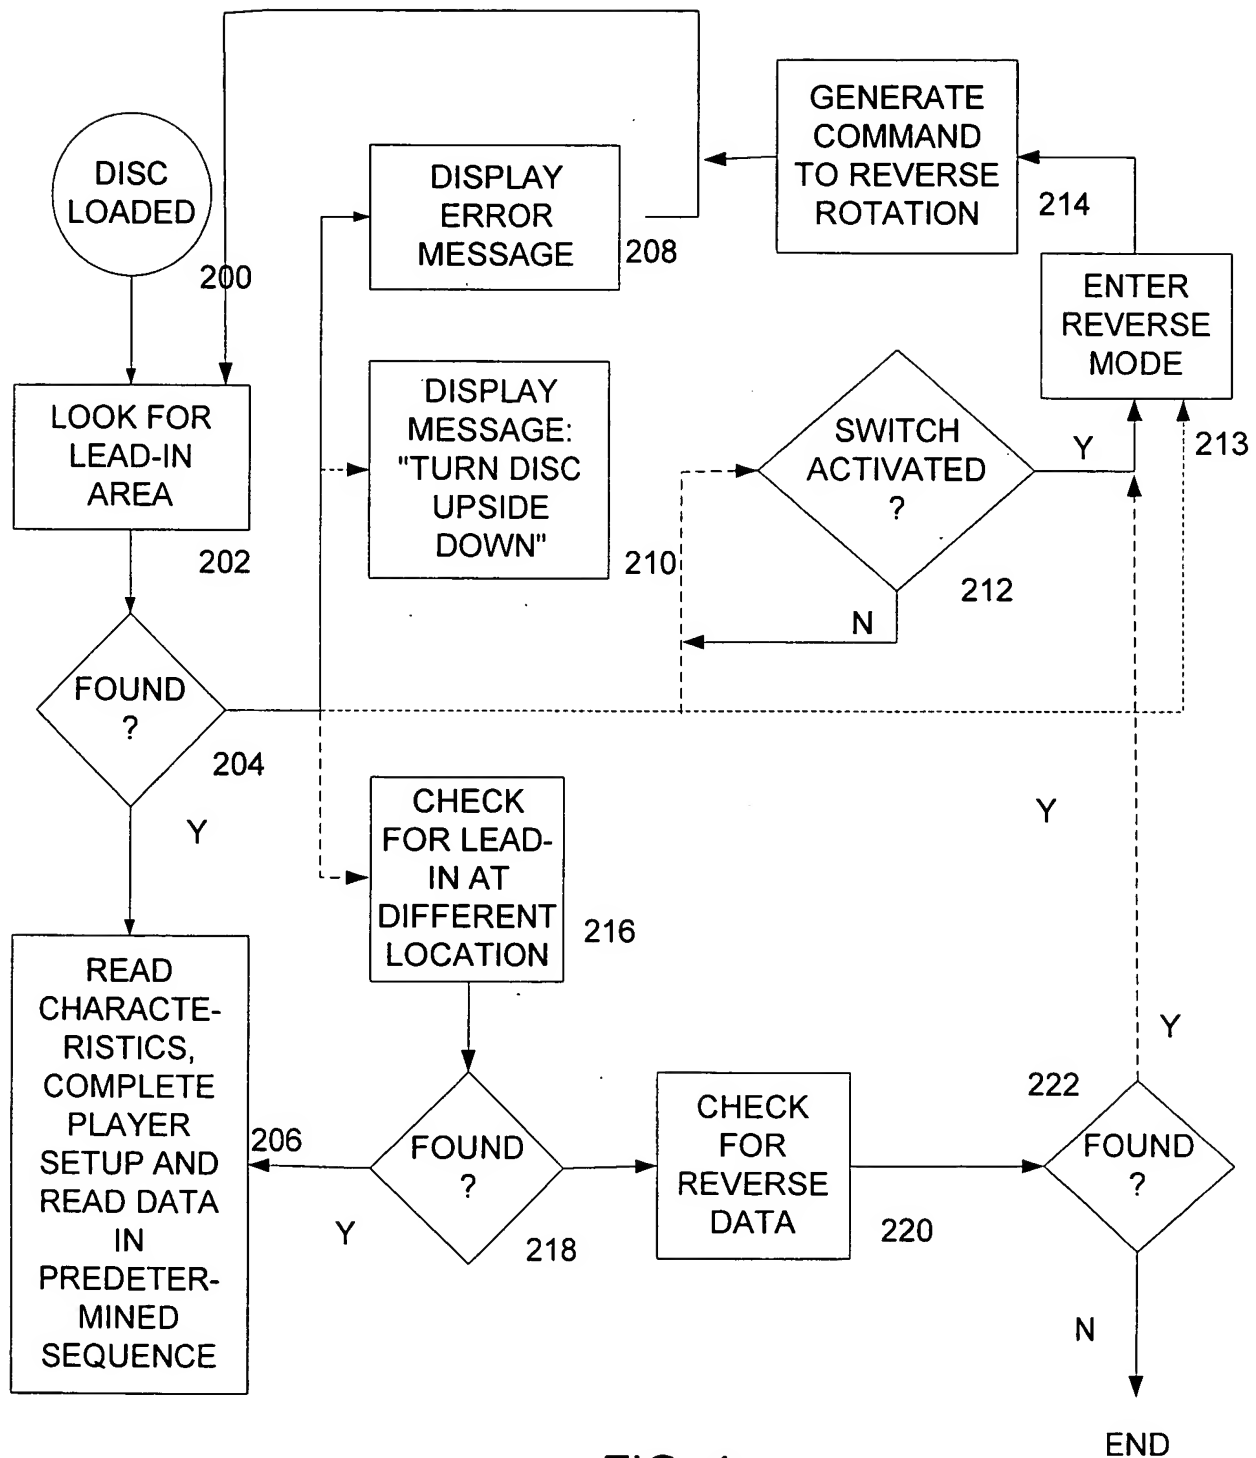 DISC
LOADED
200
LOOK FOR
LEAD-IN
AREA
202
FOUND
?
204
Y
READ
CHARACTE-
RISTICS,
COMPLETE
PLAYER
SETUP AND
READ DATA
IN
PREDETER-
MINED
SEQUENCE
206
DISPLAY
ERROR
MESSAGE
208
DISPLAY
MESSAGE:
"TURN DISC
UPSIDE
DOWN"
210
SWITCH
ACTIVATED
?
212
Y
N
GENERATE
COMMAND
TO REVERSE
ROTATION
214
ENTER
REVERSE
MODE
213
CHECK
FOR LEAD-
IN AT
DIFFERENT
LOCATION
216
FOUND
?
218
Y
CHECK
FOR
REVERSE
DATA
220
Y
Y
222
FOUND
?
N
END